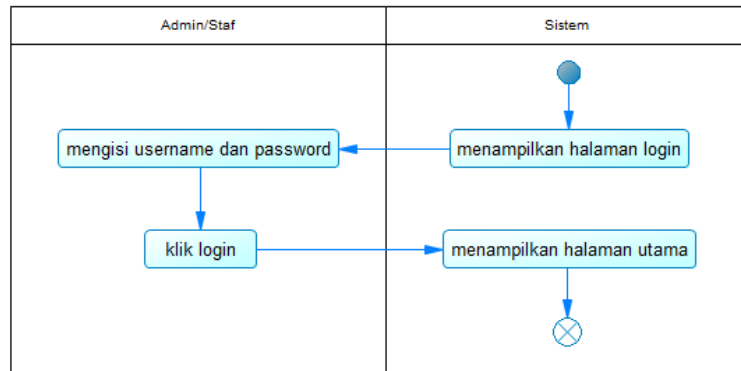 Admin/Staf
Sistem
menampilkan halaman login
mengisi username dan password
klik login
menampilkan halaman utama